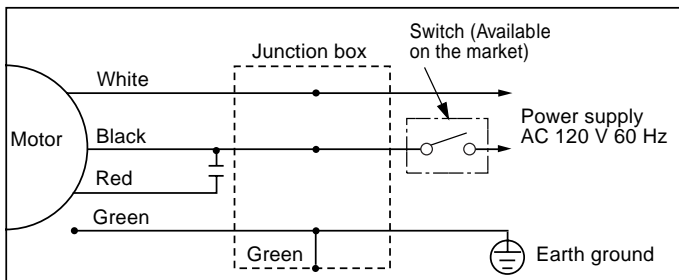 Switch (Available
on the market)
Junction box
White
Power supply
AC 120 V 60 Hz
Motor
Black
Red
Green
Green
Earth ground